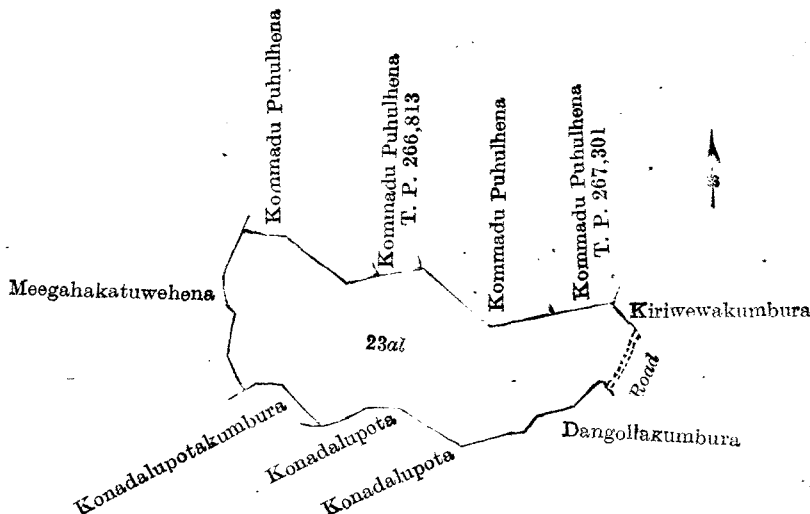 Kommadu Puhulhena
Kommadu Puhulhena
T. P. 266,813
Kommadu Puhulhena
Kommadu Puhulhena
T. P. 267,301
Meegahakatuwehena
Kiriwewakumbura
23al
Road
Dangollakumbura
Konadalupotakumbura
Konadalupota
Konadalupota